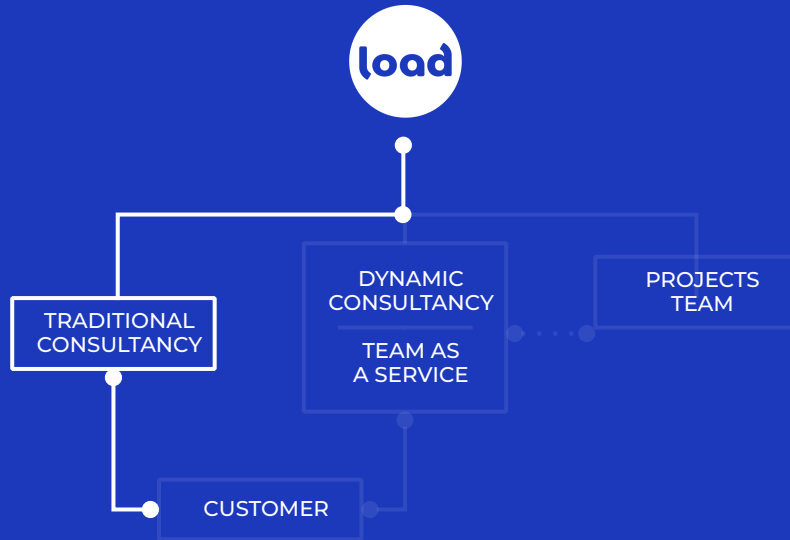 load
DYNAMIC
CONSULTANCY
TEAM AS
A SERVICE
PROJECTS
TEAM
TRADITIONAL
CONSULTANCY
CUSTOMER